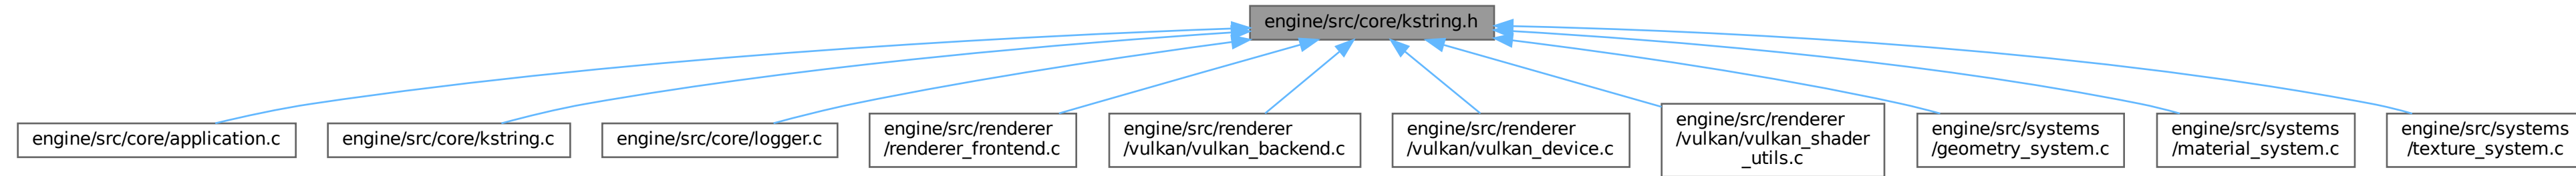 engine/src/core/kstring.h
engine/src/core/application.c
engine/src/core/kstring.c
engine/src/core/logger.c
engine/src/renderer
/renderer_frontend.c
engine/src/renderer
/vulkan/vulkan_backend.c
engine/src/renderer
/vulkan/vulkan_device.c
engine/src/renderer
/vulkan/vulkan_shader
_utils.c
engine/src/systems
/geometry_system.c
engine/src/systems
/material_system.c
engine/src/systems
/texture_system.c